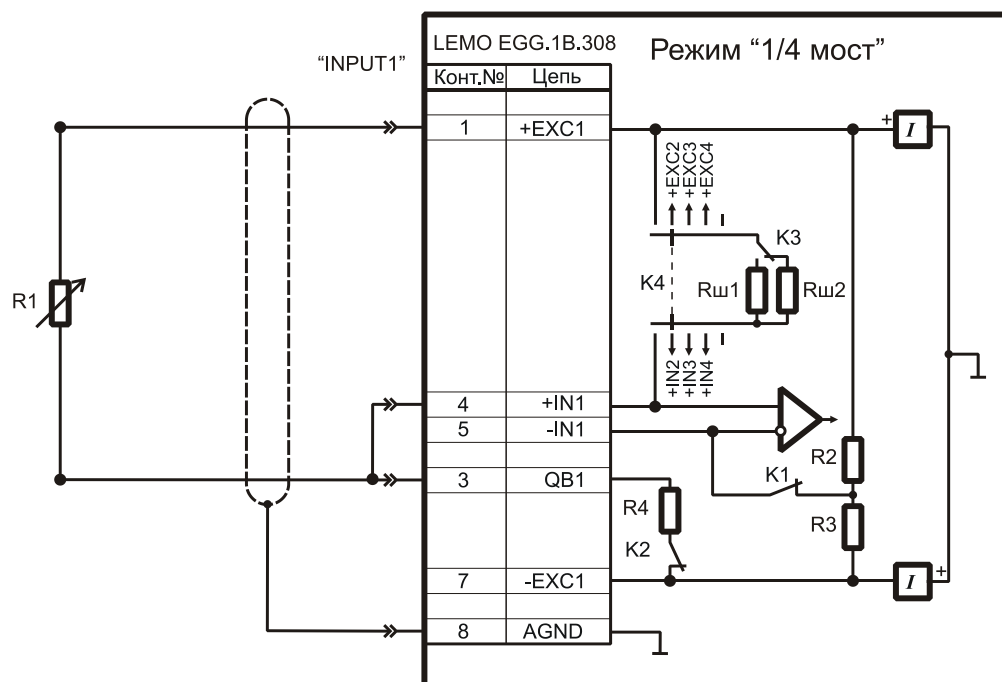 LEMO EGG.1B.308
Режим “1/4 мост”
“INPUT1”
Конт.№ Цепь
1 +EXC1
+ I
+EXC2
+EXC3
+EXC4
K3
K4
Rш1
Rш2
R1
+IN2
+IN3
+IN4
4 +IN1
5 -IN1
R2
K1
3 QB1
R4
R3
K2
7 -EXC1
I +
8 AGND